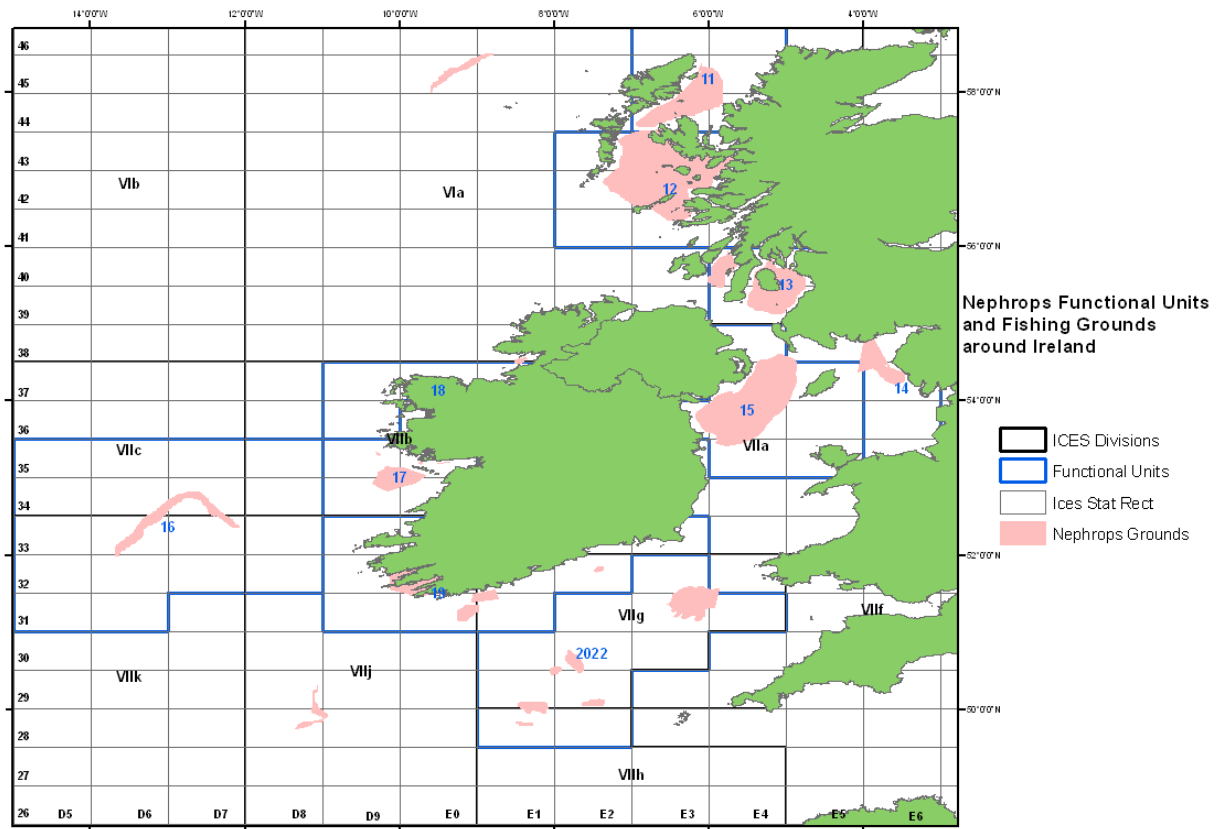 14°0'0"W 12°0'0"W 10°0'0"W 8°0'0"W 6°0'0"W 4°0'0"W
46
45
44
43
42
41
40
39
38
37
36
35
34
33
32
31
30
29
28
27
26
58°0'0"N
56°0'0"N
54°0'0"N
52°0'0"N
50°0'0"N
11
VIb VIa 12
13
18 14
15
VIIc VIIb VIIa
17
16
19
VIIg VIIf
2022
VIIk VIIj
VIIh
D5 D6 D7 D8 D9 E0 E1 E2 E3 E4 E5 E6
Nephrops Functional Units
and Fishing Grounds
around Ireland
ICES Divisions
Functional Units
Ices Stat Rect
Nephrops Grounds